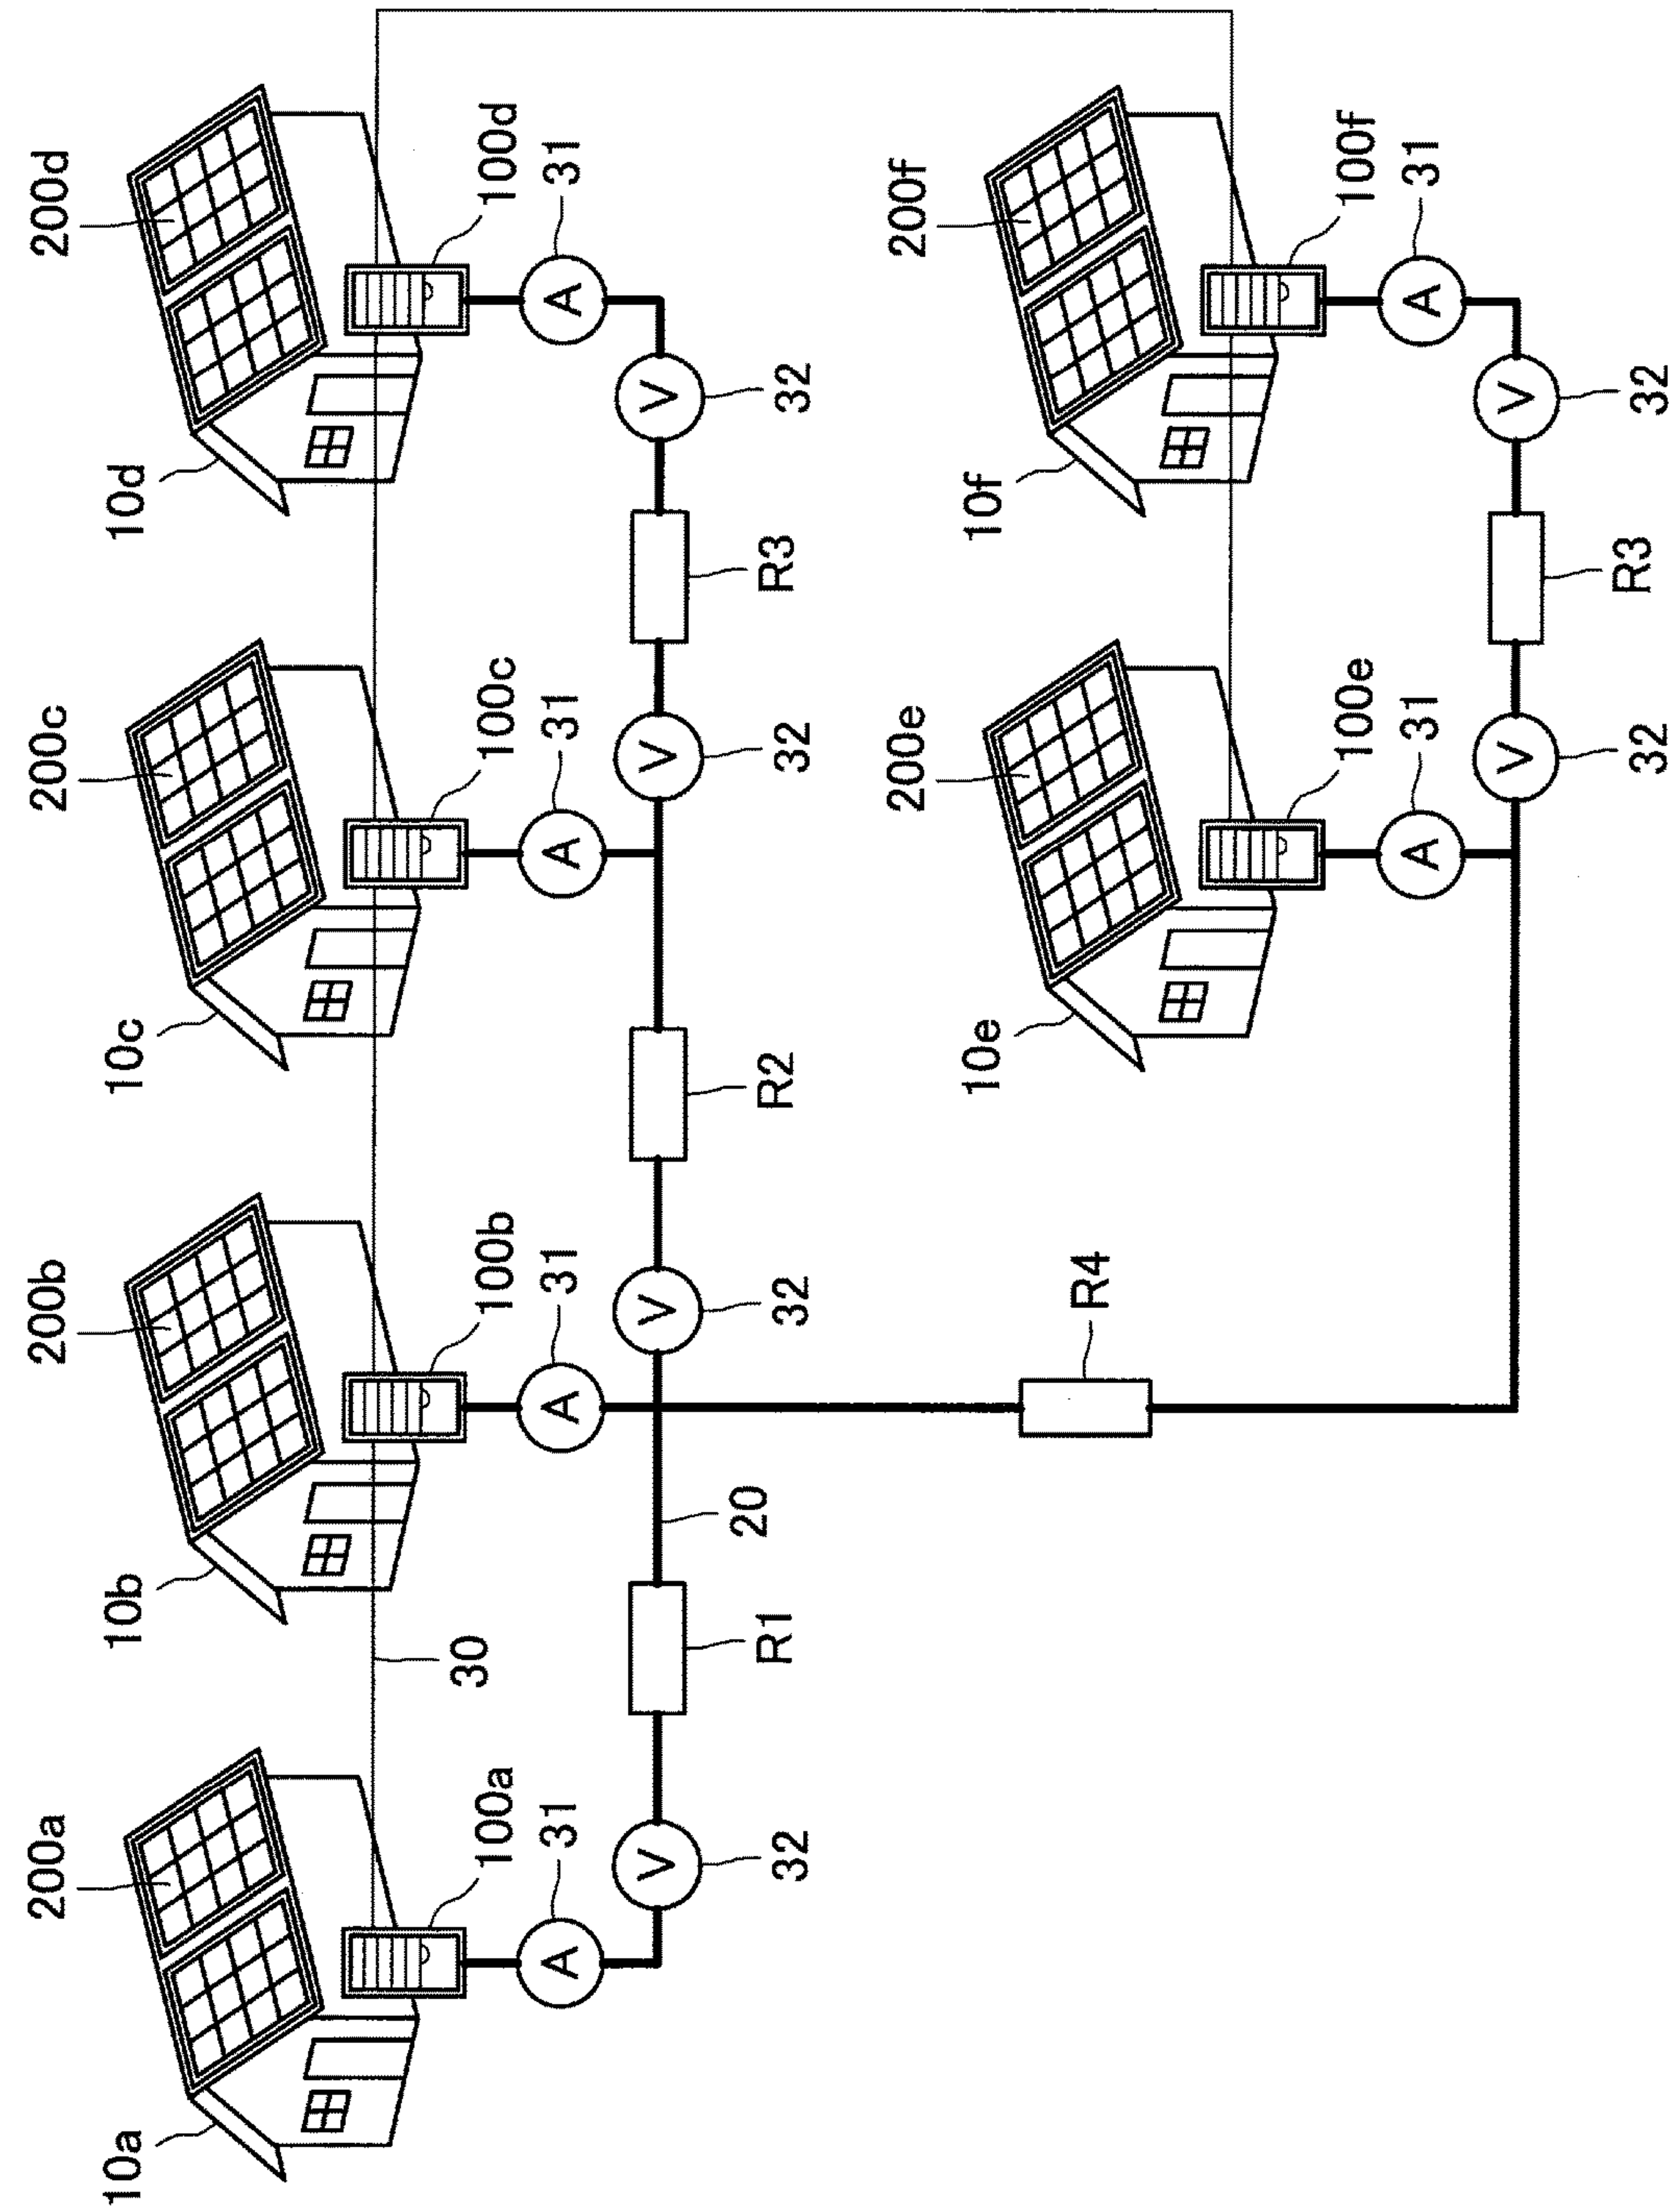 200a 200b 200c 200d
10a 10b 10c 10d
100a 30 100b 100c 100d
A 31 A 31 A 31 A 31
V V V V V
20
32 R1 32 R2 32 R3 32
200e 200f
10e 10f
R4
100e 100f
A 31 A 31
V V
32 R3 32